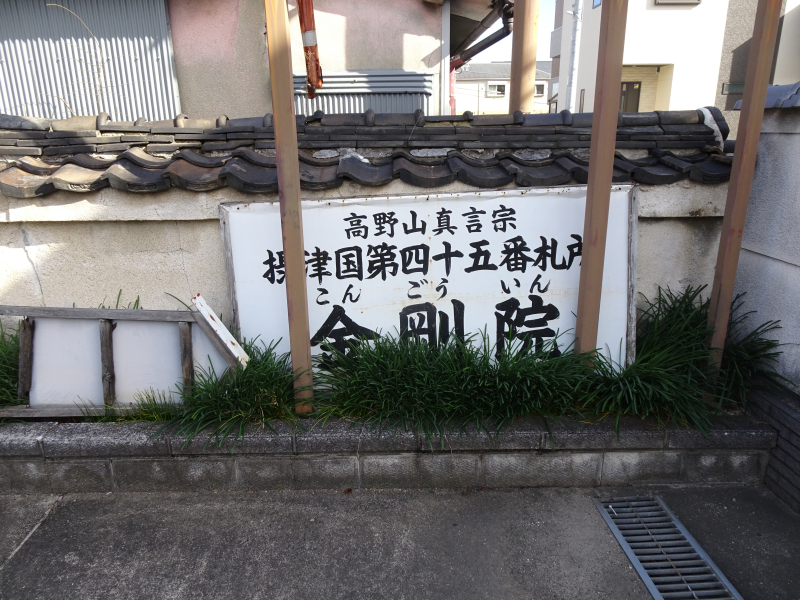 高野山真言宗
摂津国第四十五番札所
こんごういん
金剛院